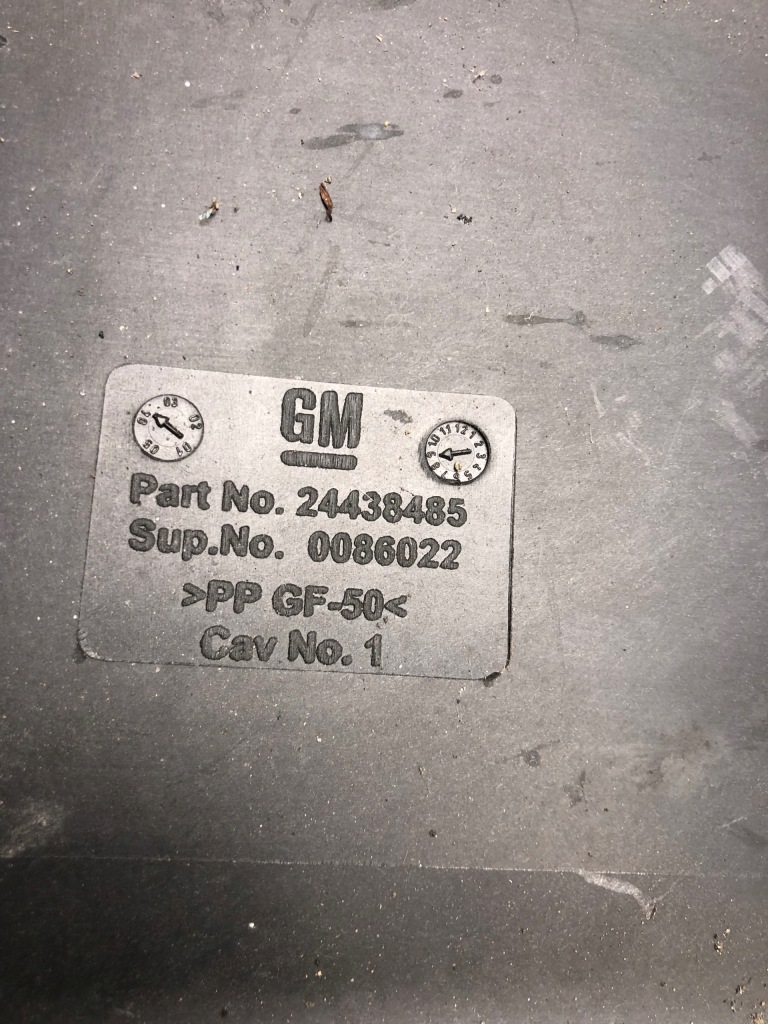 GM
Part No. 24438485
Sup.No. 0086022
>PP GF-50<
Cav No. 1